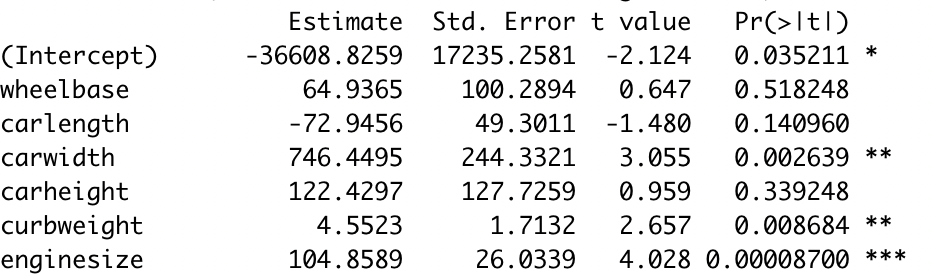 Estimate Std. Error t value Pr(>|t|)
(Intercept) -36608.8259 17235.2581 -2.124 0.035211 *
wheelbase 64.9365 100.2894 0.647 0.518248
carlength -72.9456 49.3011 -1.480 0.140960
carwidth 746.4495 244.3321 3.055 0.002639 **
carheight 122.4297 127.7259 0.959 0.339248
curbweight 4.5523 1.7132 2.657 0.008684 **
enginesize 104.8589 26.0339 4.028 0.00008700 ***